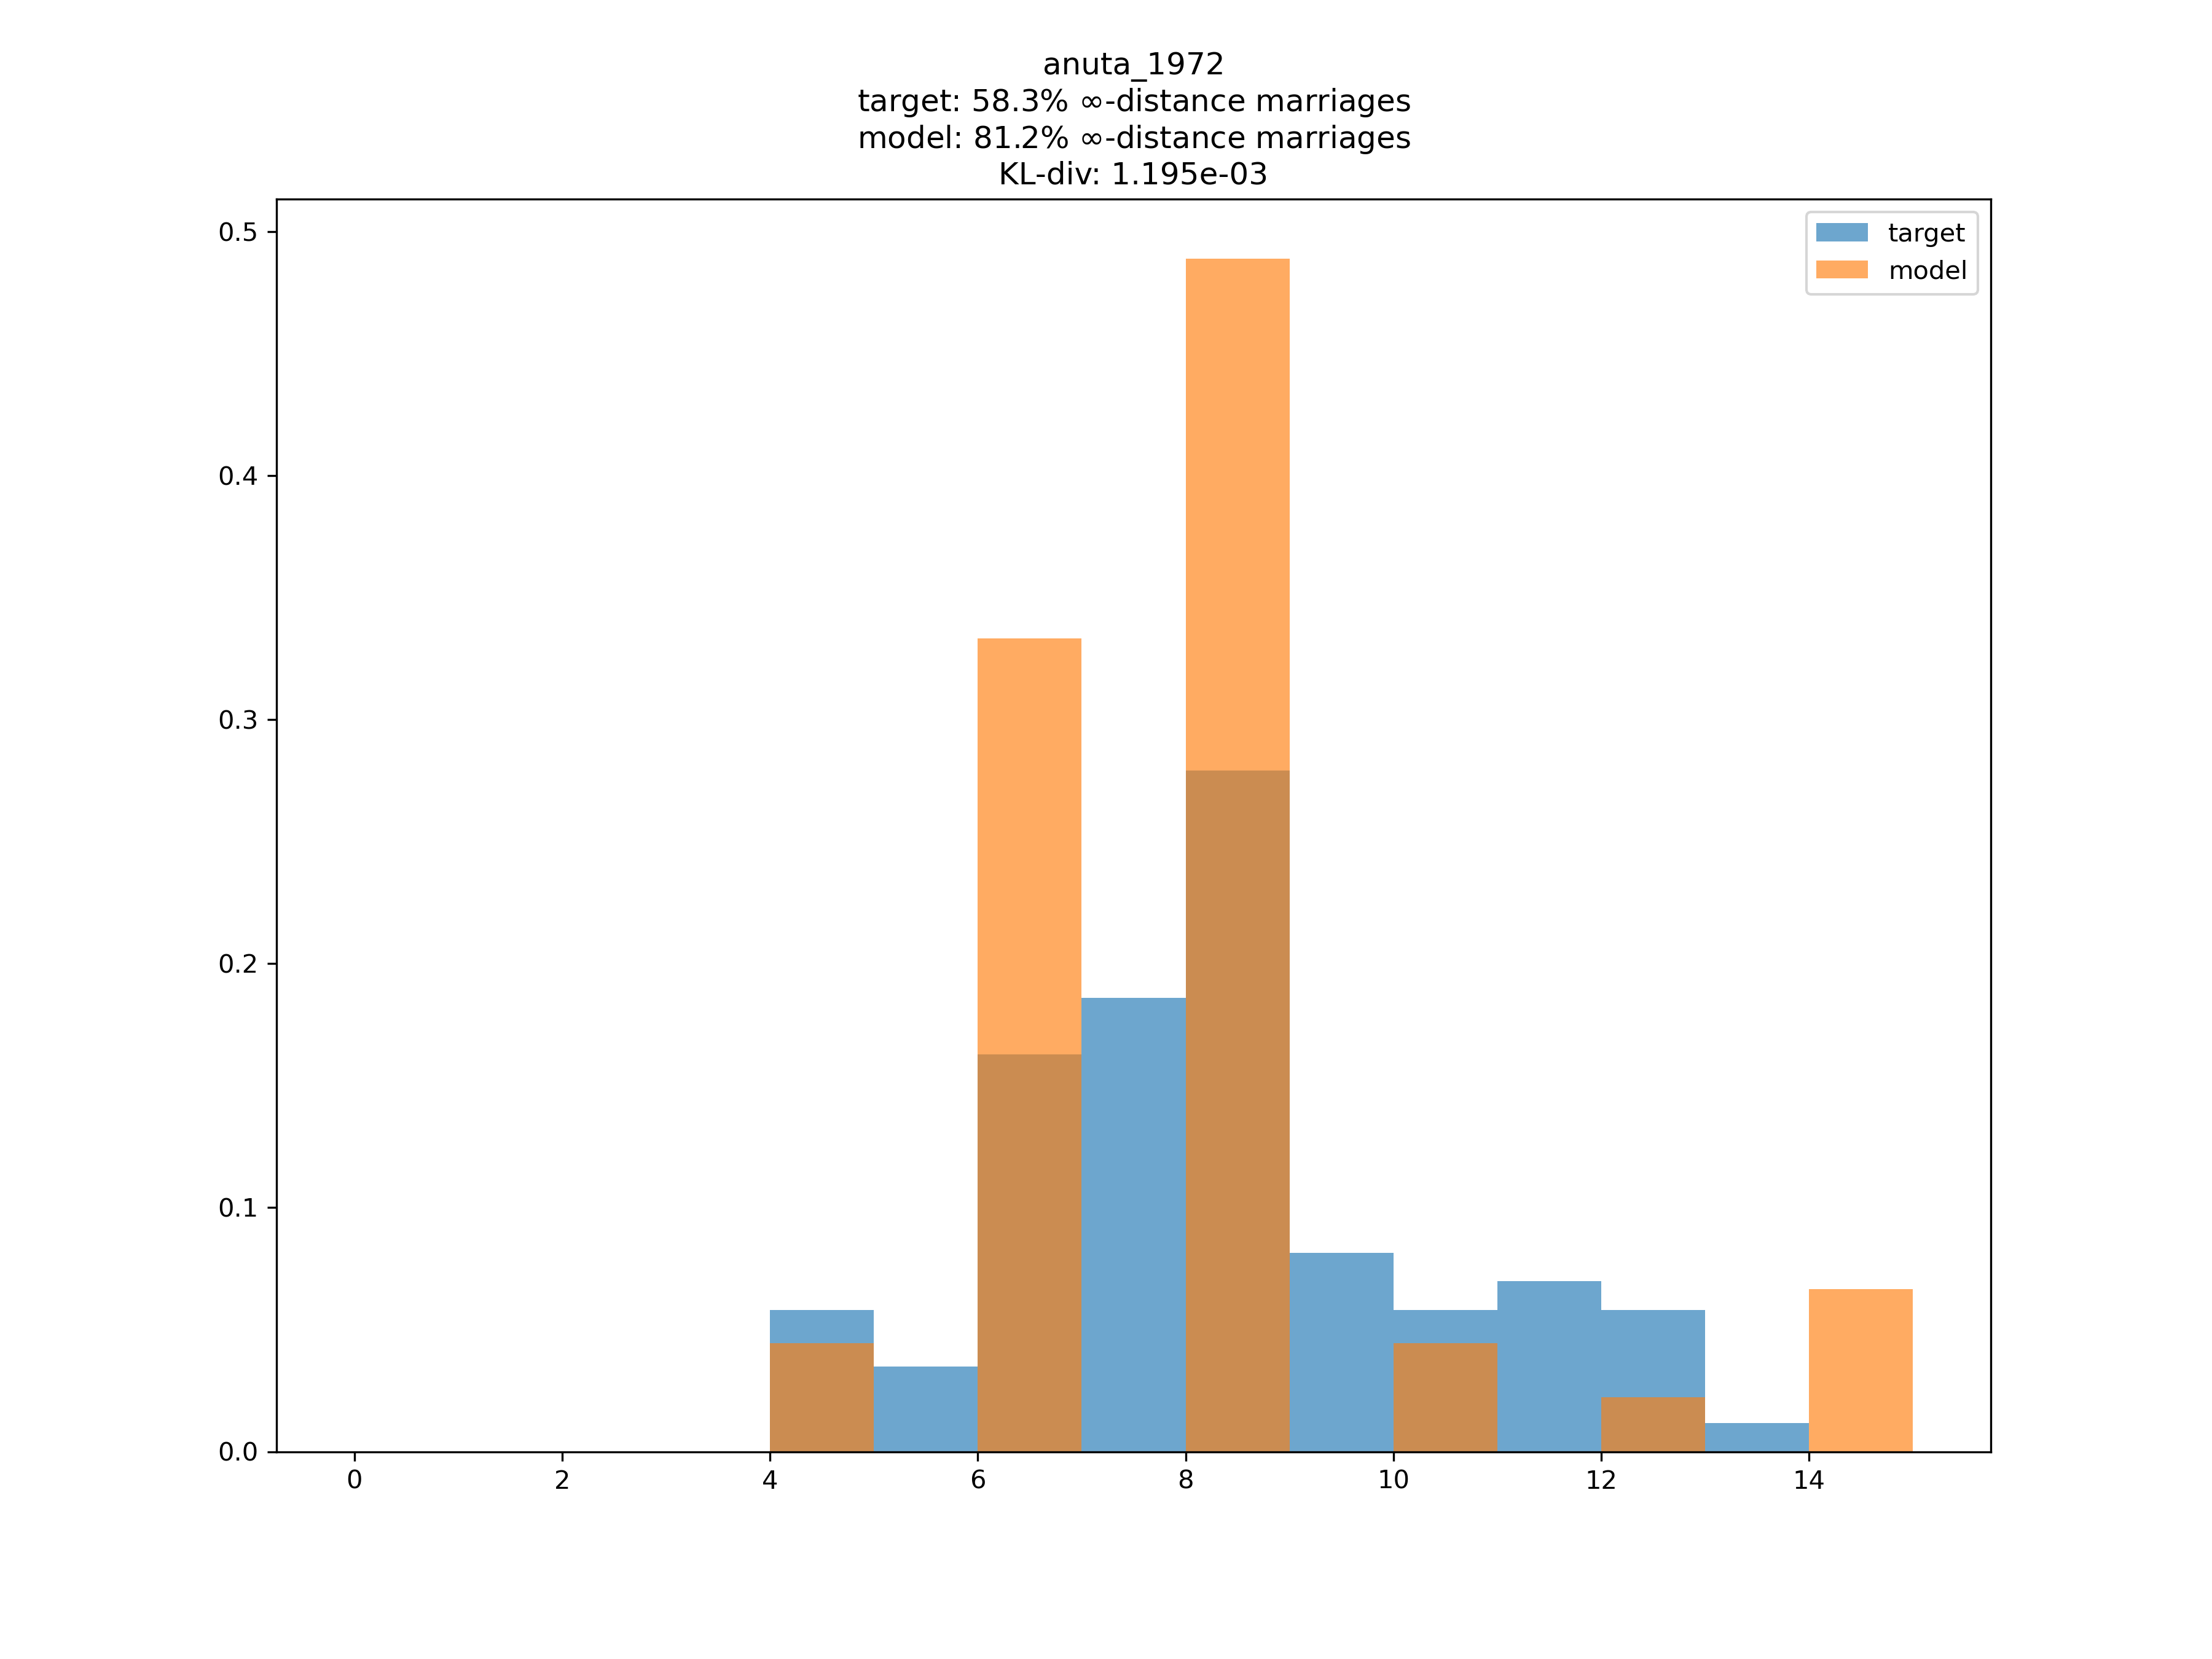 anuta_1972
target: 58.3% ∞-distance marriages
model: 81.2% ∞-distance marriages
KL-div: 1.195e-03
target
model
0.5
0.4
0.3
0.2
0.1
0.0
0 2 4 6 8 10 12 14